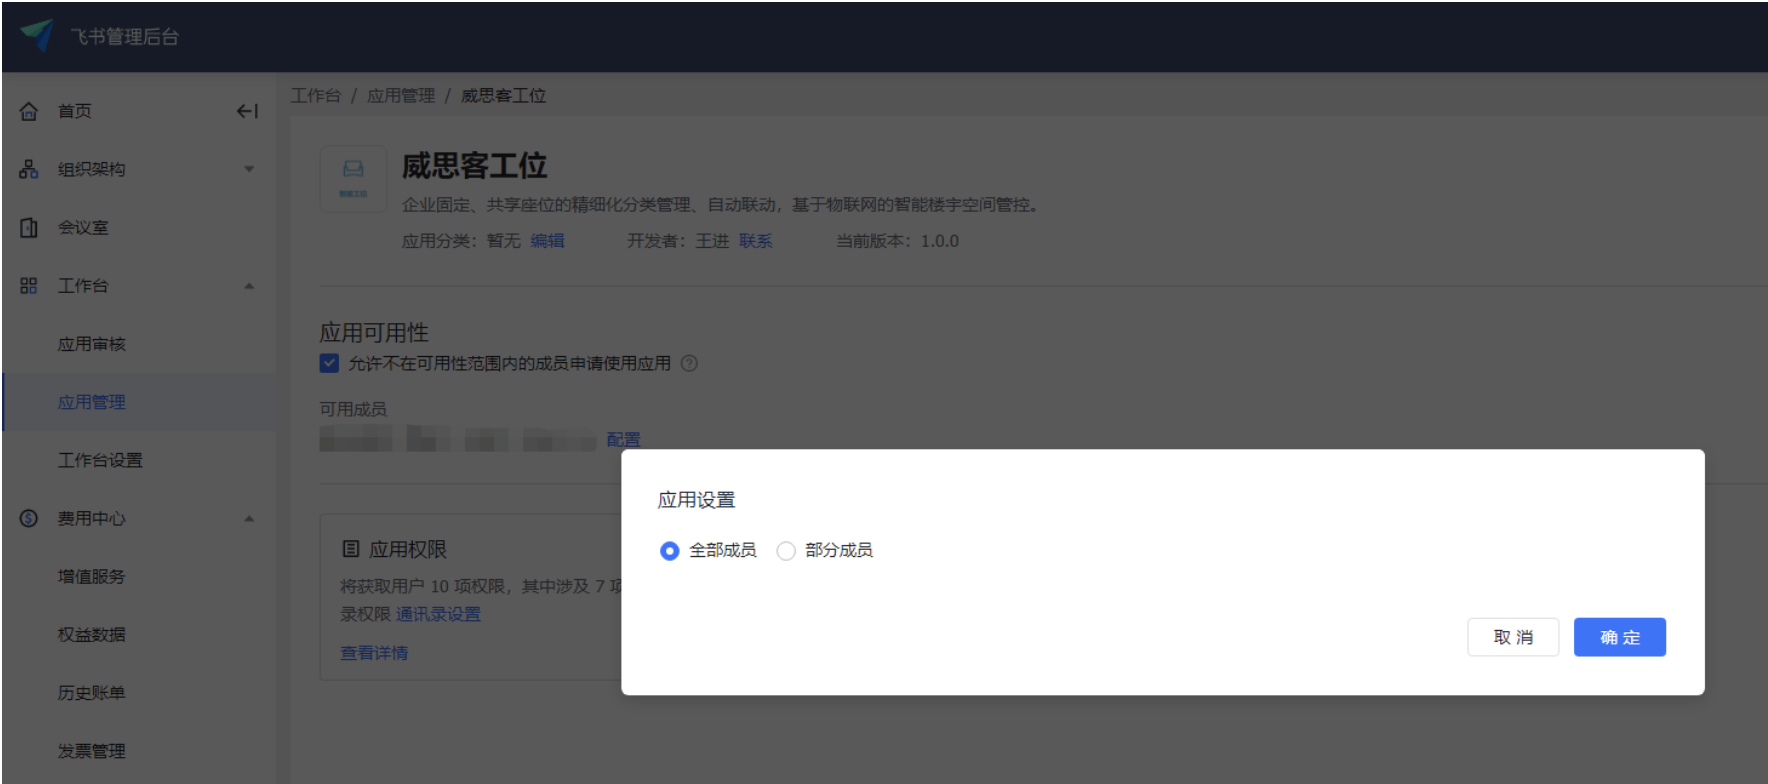 飞书管理后台
首页
组织架构
会议室
工作台
应用审核
应用管理
工作台设置
费用中心
增值服务
权益数据
历史账单
发票管理
工作台 / 应用管理 / 威思客工位
威思客工位
企业固定、共享座位的精细化分类管理、自动联动，基于物联网的智能楼宇空间管控。
应用分类：暂无 编辑 开发者：王进 联系 当前版本：1.0.0
应用可用性
允许不在可用性范围内的成员申请使用应用
可用成员
配置
应用权限
将获取用户 10 项权限，其中涉及 7 项
录权限 通讯录设置
查看详情
应用设置
全部成员 部分成员
取 消 确 定